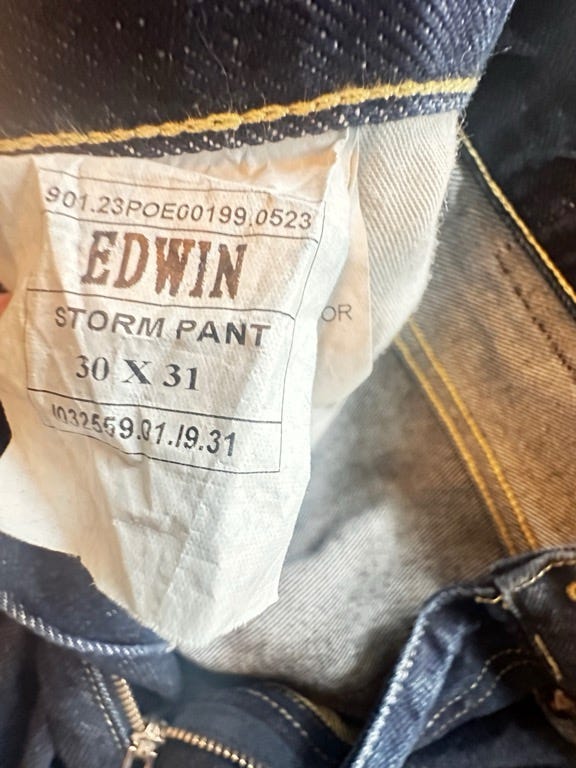 901.23POE00199.0523
EDWIN
STORM PANT
30 X 31
I032559.01.I9.31
OR